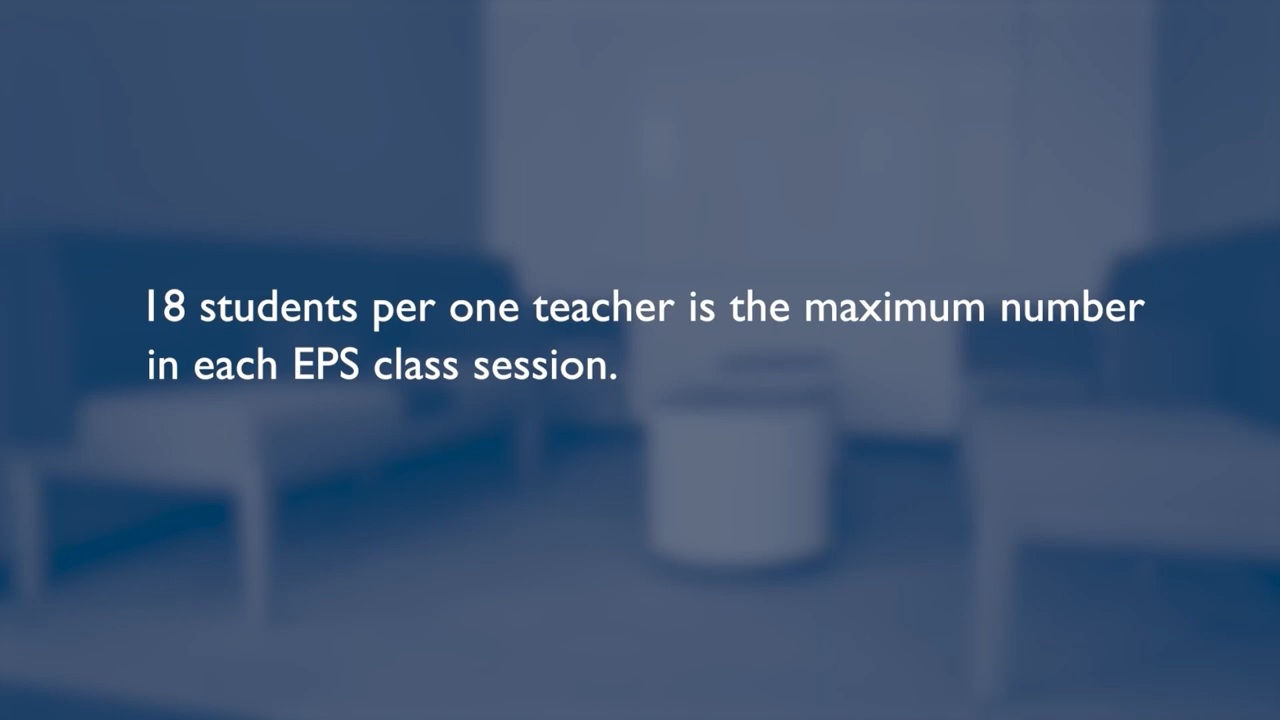 18 students per one teacher is the maximum number
in each EPS class session.